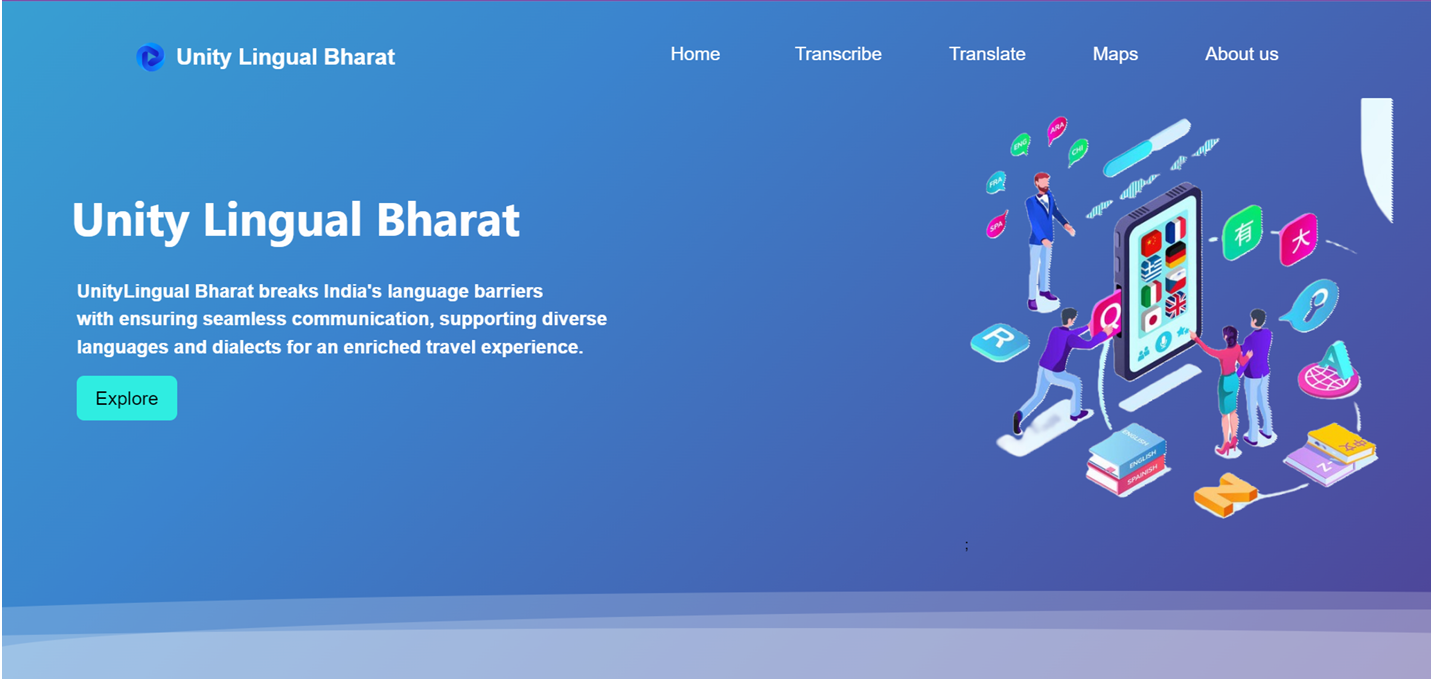 Unity Lingual Bharat
Home
Transcribe
Translate
Maps
About us
Unity Lingual Bharat
UnityLingual Bharat breaks India's language barriers
with ensuring seamless communication, supporting diverse
languages and dialects for an enriched travel experience.
Explore
ENG
ARA
CHI
FRA
SPA
有
大
Q
R
A
ENGLISH
ENGLISH
SPAINISH
Z
N
;